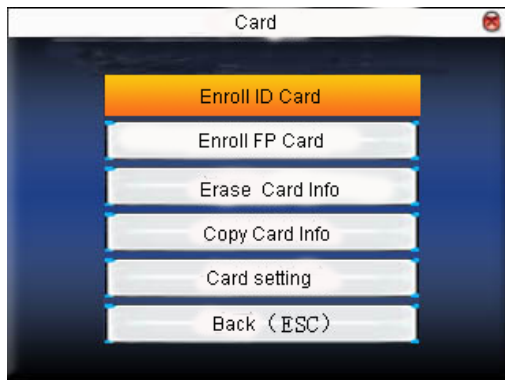 Card
Enroll ID Card
Enroll FP Card
Erase Card Info
Copy Card Info
Card setting
Back（ESC）